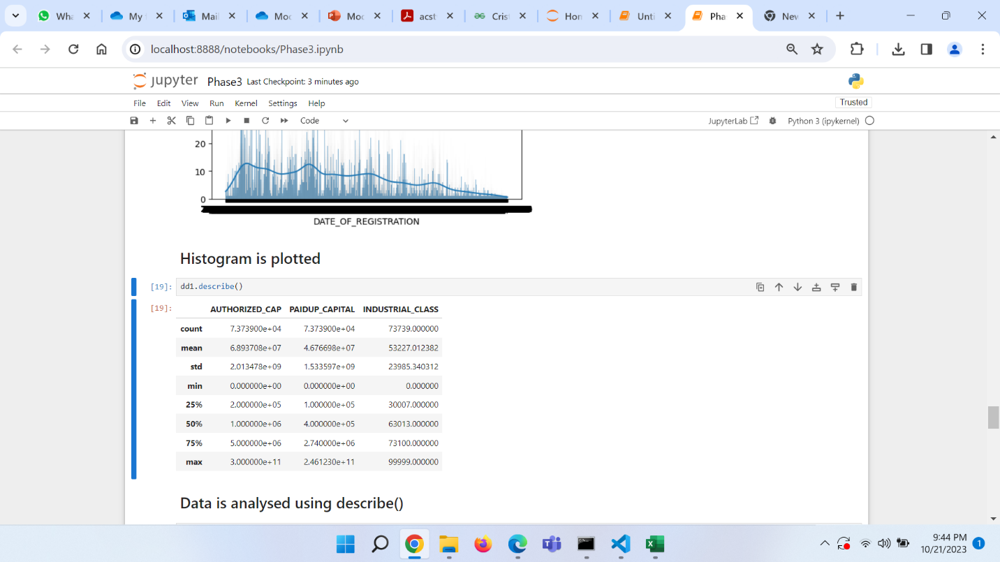 Wha
My
Mail
Moc
Moc
acst
Cris
Hon
Unti
Pha
New
localhost:8888/notebooks/Phase3.ipynb
jupyter Phase3 Last Checkpoint: 3 minutes ago
File Edit View Run Kernel Settings Help
Trusted
Code
JupyterLab Python 3 (ipykernel)
20
10
0
DATE_OF_REGISTRATION
Histogram is plotted
[19]: dd1.describe()
[19]: AUTHORIZED_CAP PAIDUP_CAPITAL INDUSTRIAL_CLASS
count 7.373900e+04 7.373900e+04 73739.000000
mean 6.893708e+07 4.676698e+07 53227.012382
std 2.013478e+09 1.533597e+09 23985.340312
min 0.000000e+00 0.000000e+00 0.000000
25% 2.000000e+05 1.000000e+05 30007.000000
50% 1.000000e+06 4.000000e+05 63013.000000
75% 5.000000e+06 2.740000e+06 73100.000000
max 3.000000e+11 2.461230e+11 99999.000000
Data is analysed using describe()
9:44 PM
10/21/2023
1